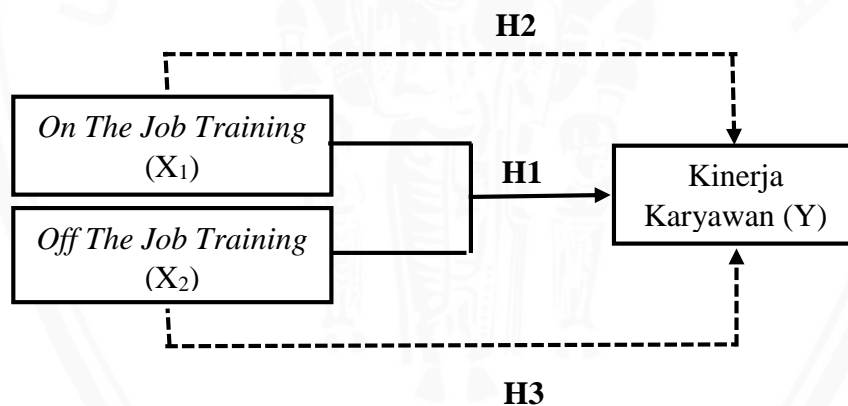 H2
On The Job Training
(X₁)
H1
Kinerja
Karyawan (Y)
Off The Job Training
(X₂)
H3